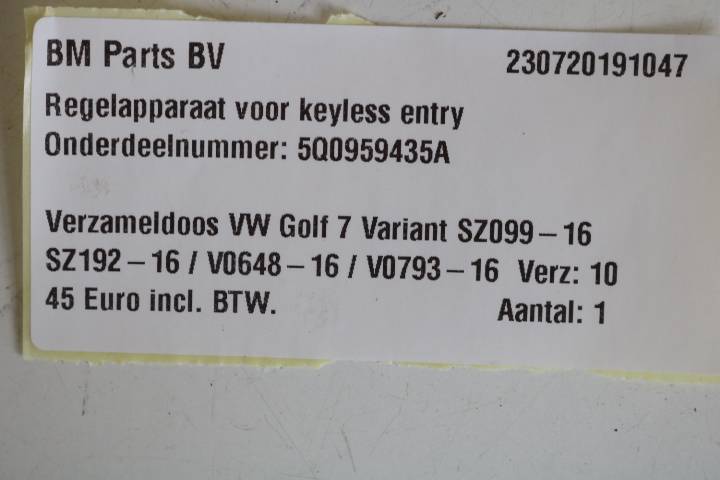 BM Parts BV 230720191047
Regelapparaat voor keyless entry
Onderdeelnummer: 5Q0959435A
Verzameldoos VW Golf 7 Variant SZ099-16
SZ192-16 / V0648-16 / V0793-16 Verz: 10
45 Euro incl. BTW. Aantal: 1